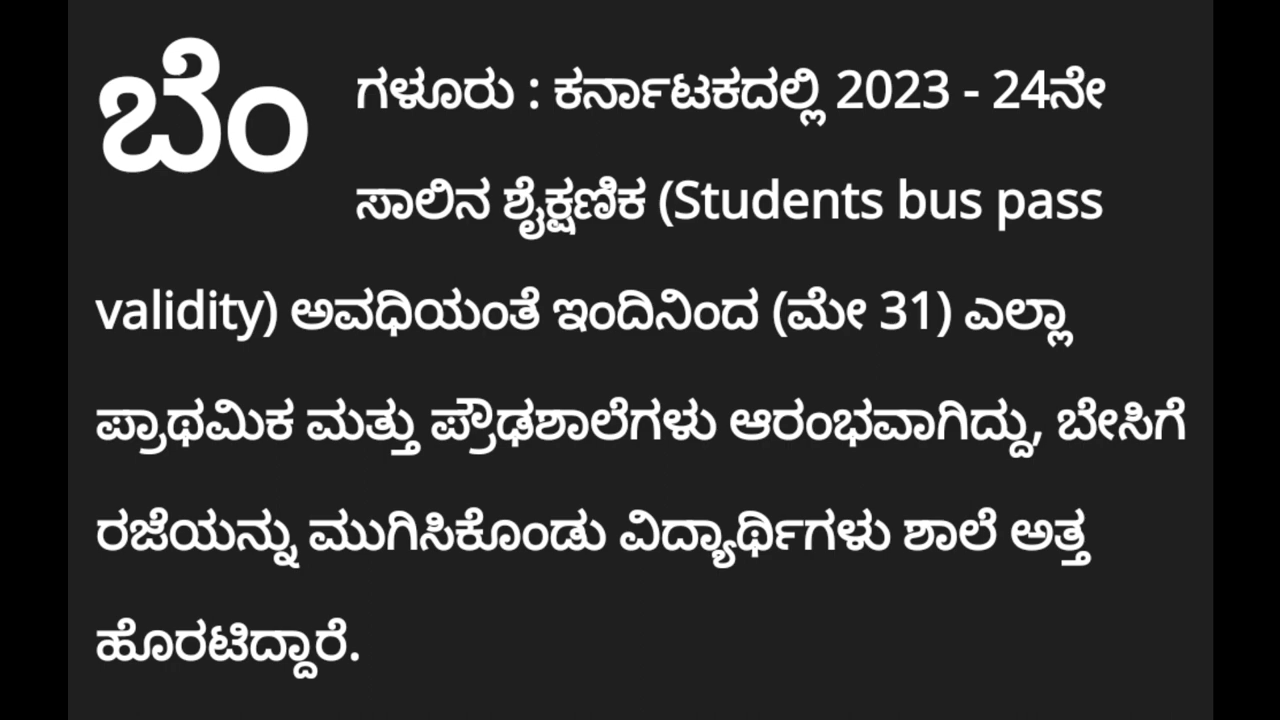 ಬೆಂಗಳೂರು : ಕರ್ನಾಟಕದಲ್ಲಿ 2023 - 24ನೇ
ಸಾಲಿನ ಶೈಕ್ಷಣಿಕ (Students bus pass
validity) ಅವಧಿಯಂತೆ ಇಂದಿನಿಂದ (ಮೇ 31) ಎಲ್ಲಾ
ಪ್ರಾಥಮಿಕ ಮತ್ತು ಪ್ರೌಢಶಾಲೆಗಳು ಆರಂಭವಾಗಿದ್ದು, ಬೇಸಿಗೆ
ರಜೆಯನ್ನು ಮುಗಿಸಿಕೊಂಡು ವಿದ್ಯಾರ್ಥಿಗಳು ಶಾಲೆ ಅತ್ತ
ಹೊರಟಿದ್ದಾರೆ.